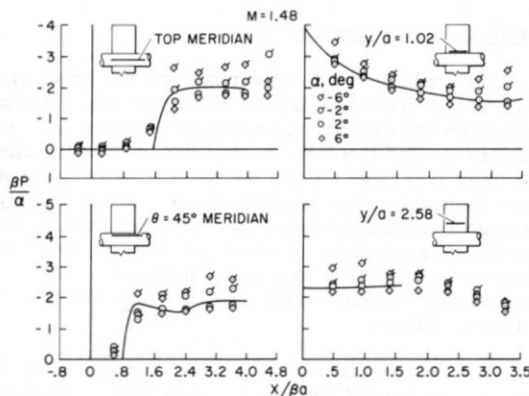 M = 1.48
-4
-3
-2
-1
0
1
TOP MERIDIAN
y/a = 1.02
α, deg
-6°
-2°
2°
6°
βP/α
-5
-4
-3
-2
-1
0
θ = 45° MERIDIAN
y/a = 2.58
-.8 0 .8 1.6 2.4 3.2 4.0 4.8 0 .5 1.0 1.5 2.0 2.5 3.0 3.5
X/βa